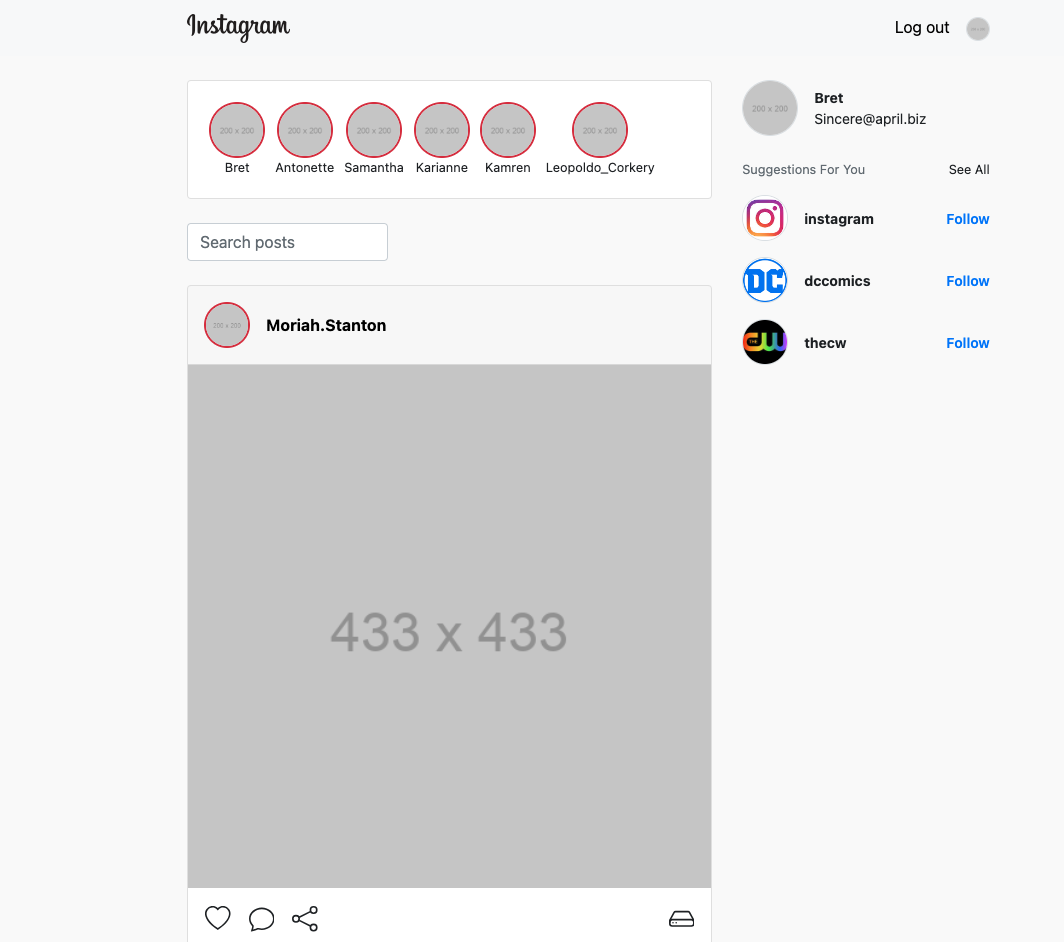 Instagram
Log out
200 x 200
200 x 200 200 x 200 200 x 200 200 x 200 200 x 200 200 x 200
Bret Antonette Samantha Karianne Kamren Leopoldo_Corkery
Search posts
200 x 200 Moriah.Stanton
433 x 433
Bret
Sincere@april.biz
Suggestions For You See All
instagram Follow
DC dccomics Follow
THE CW thecw Follow